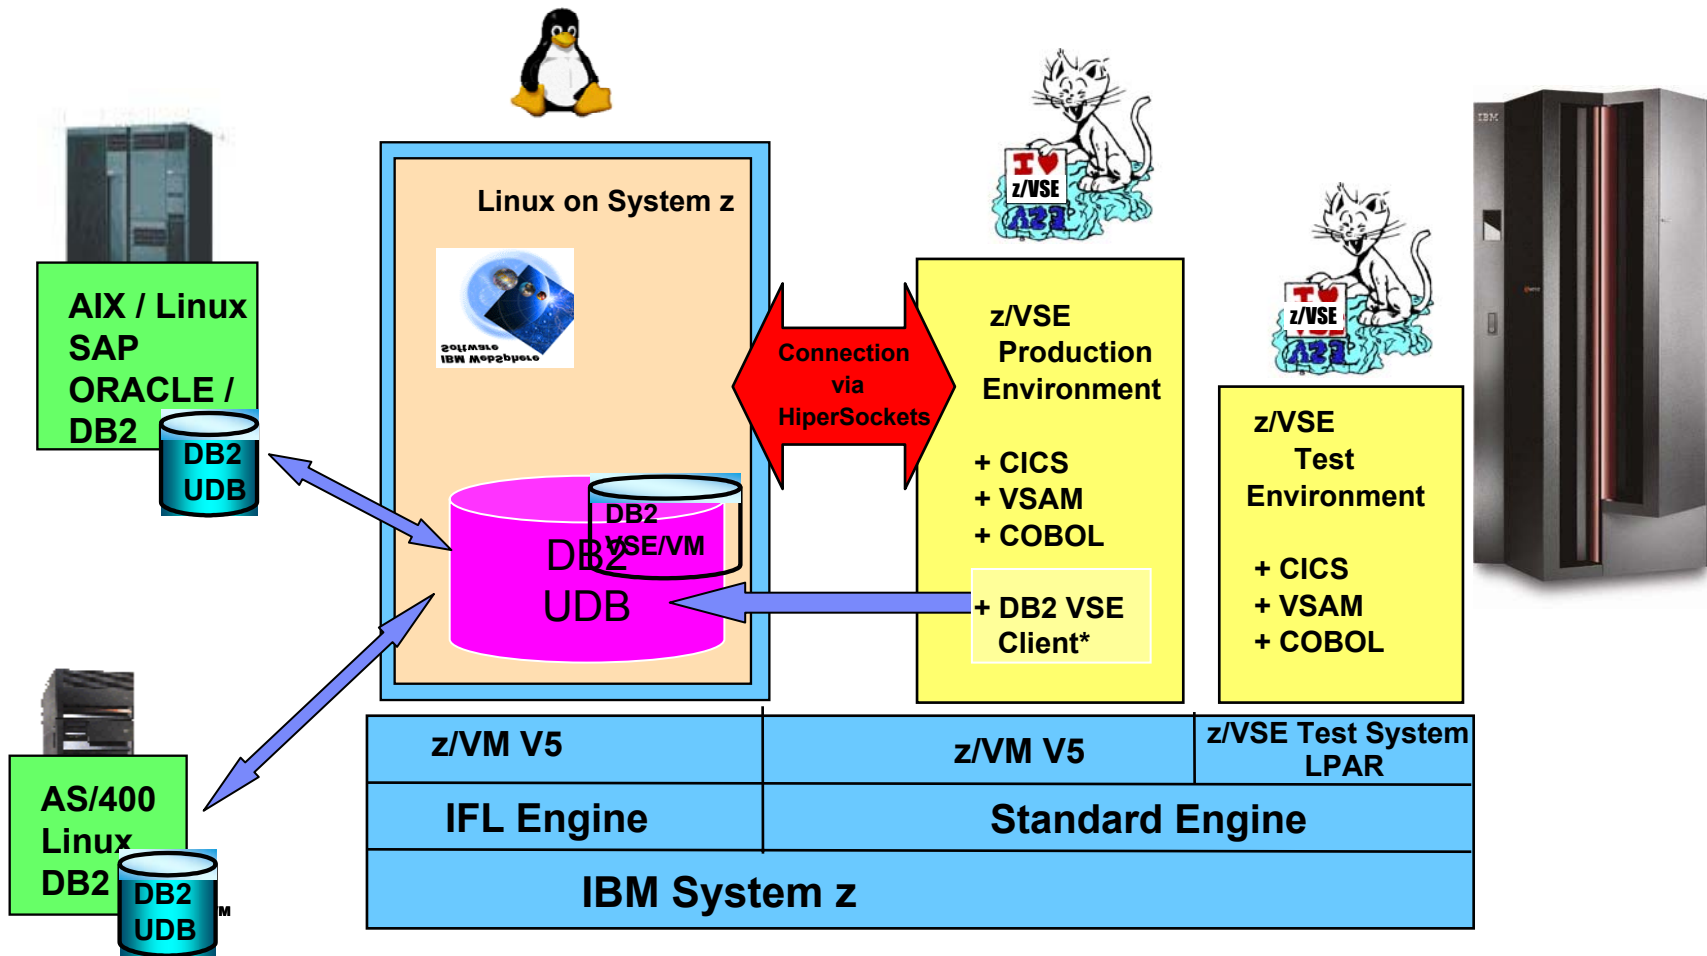 Linux on System z
IBM WebSphere
Software
AIX / Linux
SAP
ORACLE /
DB2
DB2
UDB
AS/400
Linux
DB2
DB2
UDB
TM
DB2
VSE/VM
DB2
UDB
Connection
via
HiperSockets
I ♥
z/VSE
VSE
z/VSE
Production
Environment
+ CICS
+ VSAM
+ COBOL
+ DB2 VSE
Client*
I ♥
z/VSE
VSE
z/VSE
Test
Environment
+ CICS
+ VSAM
+ COBOL
IBM
z/VM V5
z/VM V5
z/VSE Test System
LPAR
IFL Engine
Standard Engine
IBM System z